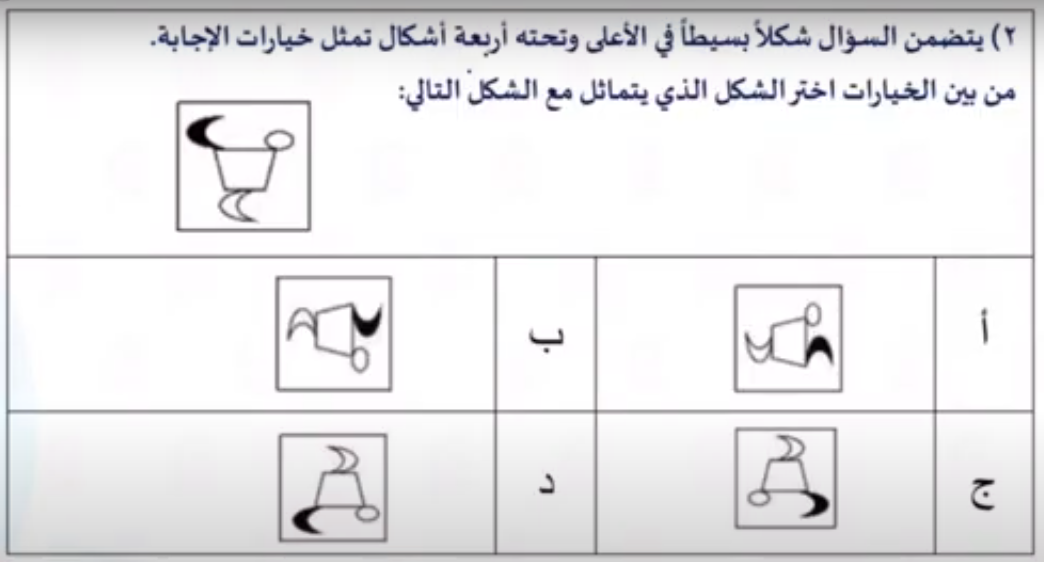 ٢) يتضمن السؤال شكلاً بسيطاً في الأعلى وتحته أربعة أشكال تمثل خيارات الإجابة.
من بين الخيارات اختر الشكل الذي يتماثل مع الشكل التالي:
أ
ب
ج
د